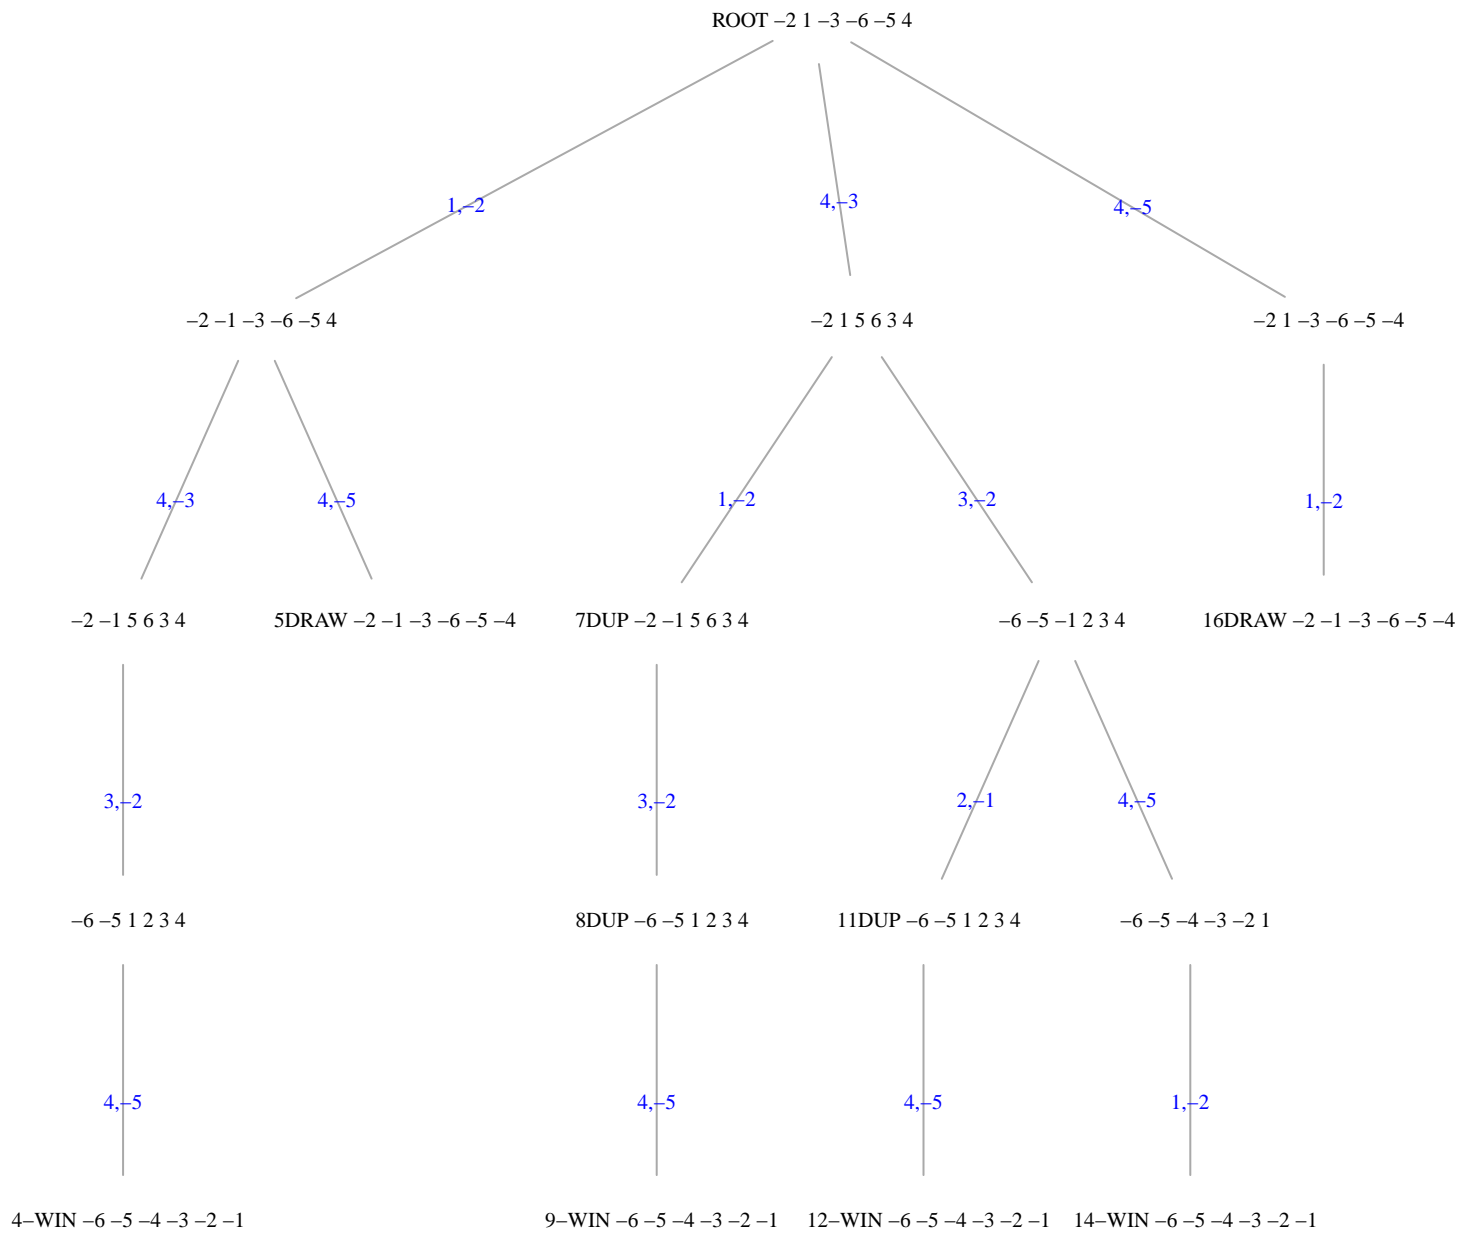 ROOT –2 1 –3 –6 –5 4
1,–2
4,–3
4,–5
–2 –1 –3 –6 –5 4
–2 1 5 6 3 4
–2 1 –3 –6 –5 –4
4,–3
4,–5
1,–2
3,–2
1,–2
–2 –1 5 6 3 4
5DRAW –2 –1 –3 –6 –5 –4
7DUP –2 –1 5 6 3 4
–6 –5 –1 2 3 4
16DRAW –2 –1 –3 –6 –5 –4
3,–2
3,–2
2,–1
4,–5
–6 –5 1 2 3 4
8DUP –6 –5 1 2 3 4
11DUP –6 –5 1 2 3 4
–6 –5 –4 –3 –2 1
4,–5
4,–5
4,–5
1,–2
4–WIN –6 –5 –4 –3 –2 –1
9–WIN –6 –5 –4 –3 –2 –1
12–WIN –6 –5 –4 –3 –2 –1
14–WIN –6 –5 –4 –3 –2 –1